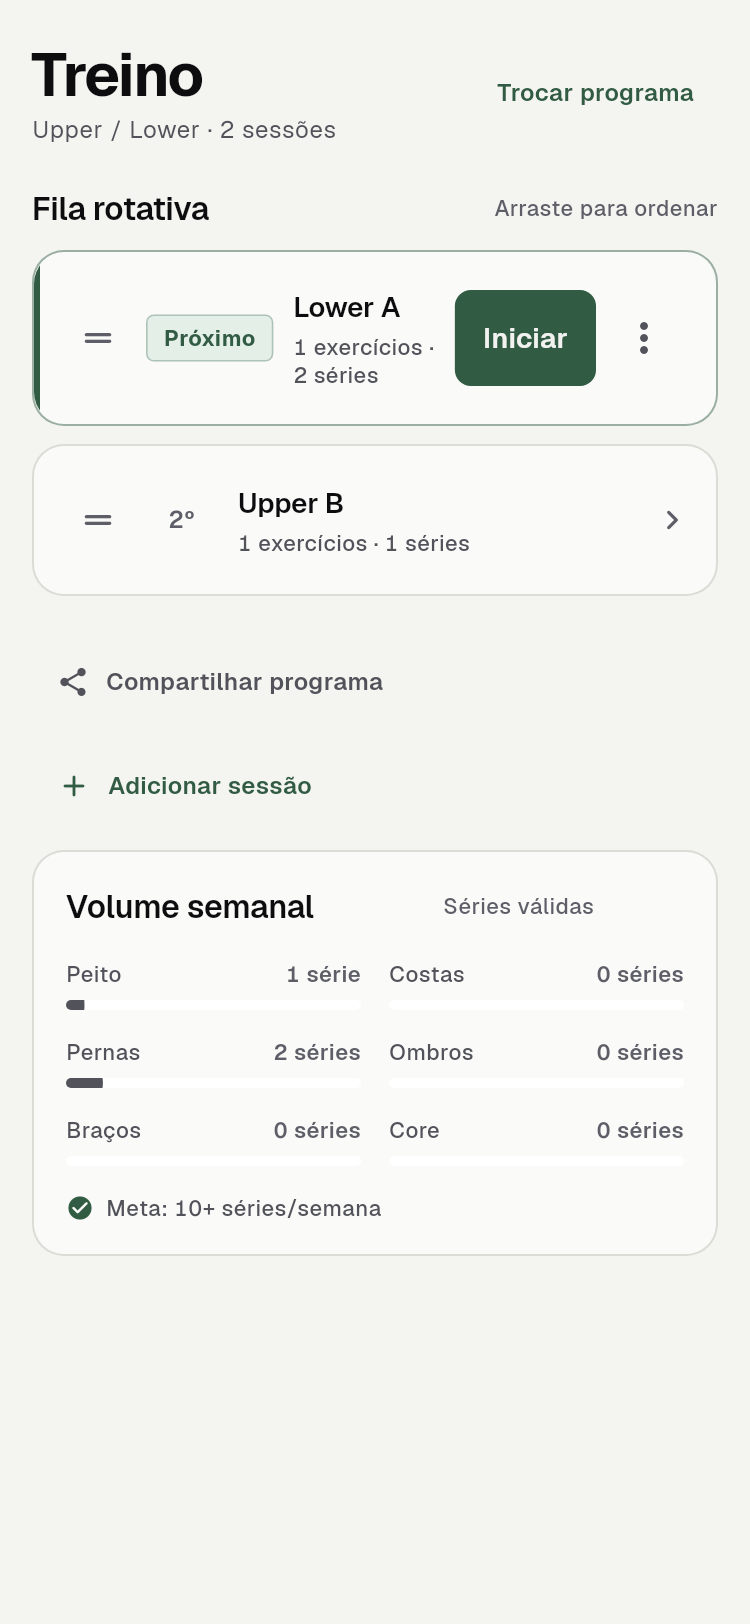 Treino
Trocar programa
Upper / Lower · 2 sessões
Fila rotativa
Arraste para ordenar
Próximo
Lower A
1 exercícios ·
2 séries
Iniciar
2º
Upper B
1 exercícios · 1 séries
Compartilhar programa
Adicionar sessão
Volume semanal
Séries válidas
Peito
1 série
Costas
0 séries
Pernas
2 séries
Ombros
0 séries
Braços
0 séries
Core
0 séries
Meta: 10+ séries/semana